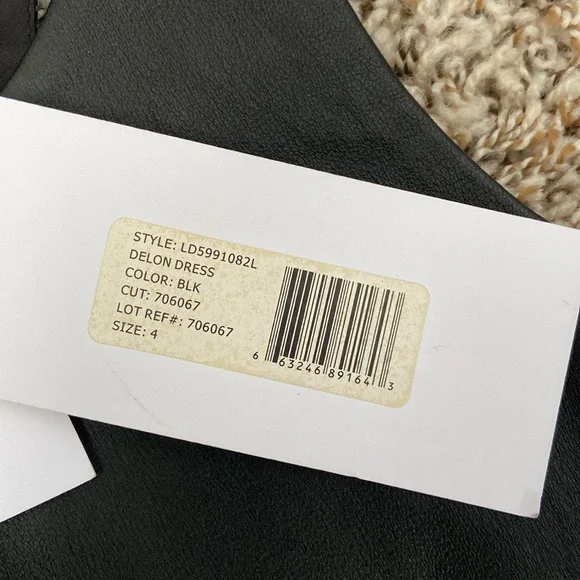 STYLE: LD5991082L
DELON DRESS
COLOR: BLK
CUT: 706067
LOT REF#: 706067
SIZE: 4
6 63246 89164 3